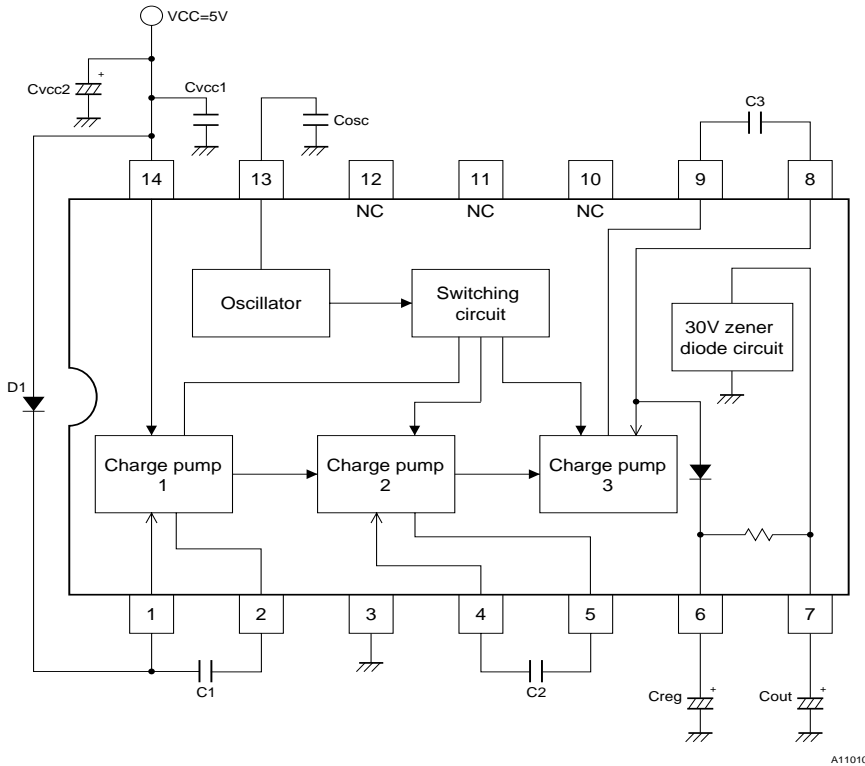 VCC=5V
+
Cvcc2
Cvcc1
Cosc
C3
14
13
12
11
10
9
8
NC
NC
NC
Oscillator
Switching
circuit
30V zener
diode circuit
D1
Charge pump
1
Charge pump
2
Charge pump
3
1
2
3
4
5
6
7
C1
C2
Creg
+
Cout
+
A11010